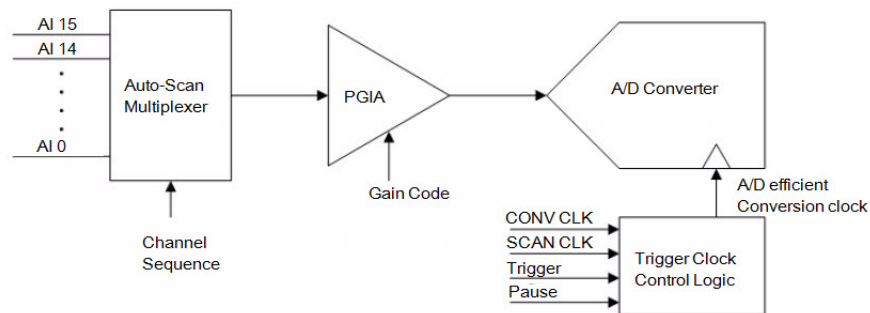 AI 15
AI 14
AI 0
Auto-Scan
Multiplexer
Channel
Sequence
PGIA
Gain Code
A/D Converter
A/D efficient
Conversion clock
CONV CLK
SCAN CLK
Trigger
Pause
Trigger Clock
Control Logic